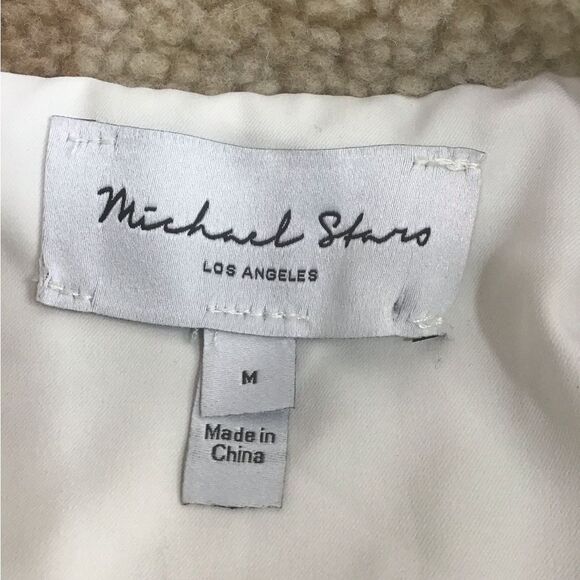 Michael Stars
LOS ANGELES
M
Made in
China